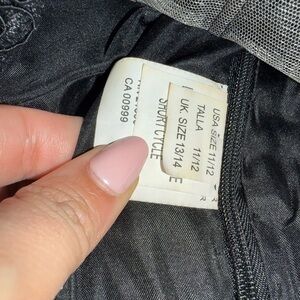 USA SIZE 11/12
TALLA 11/12
UK SIZE 13/14
SHORT CYCLE
CA 00999